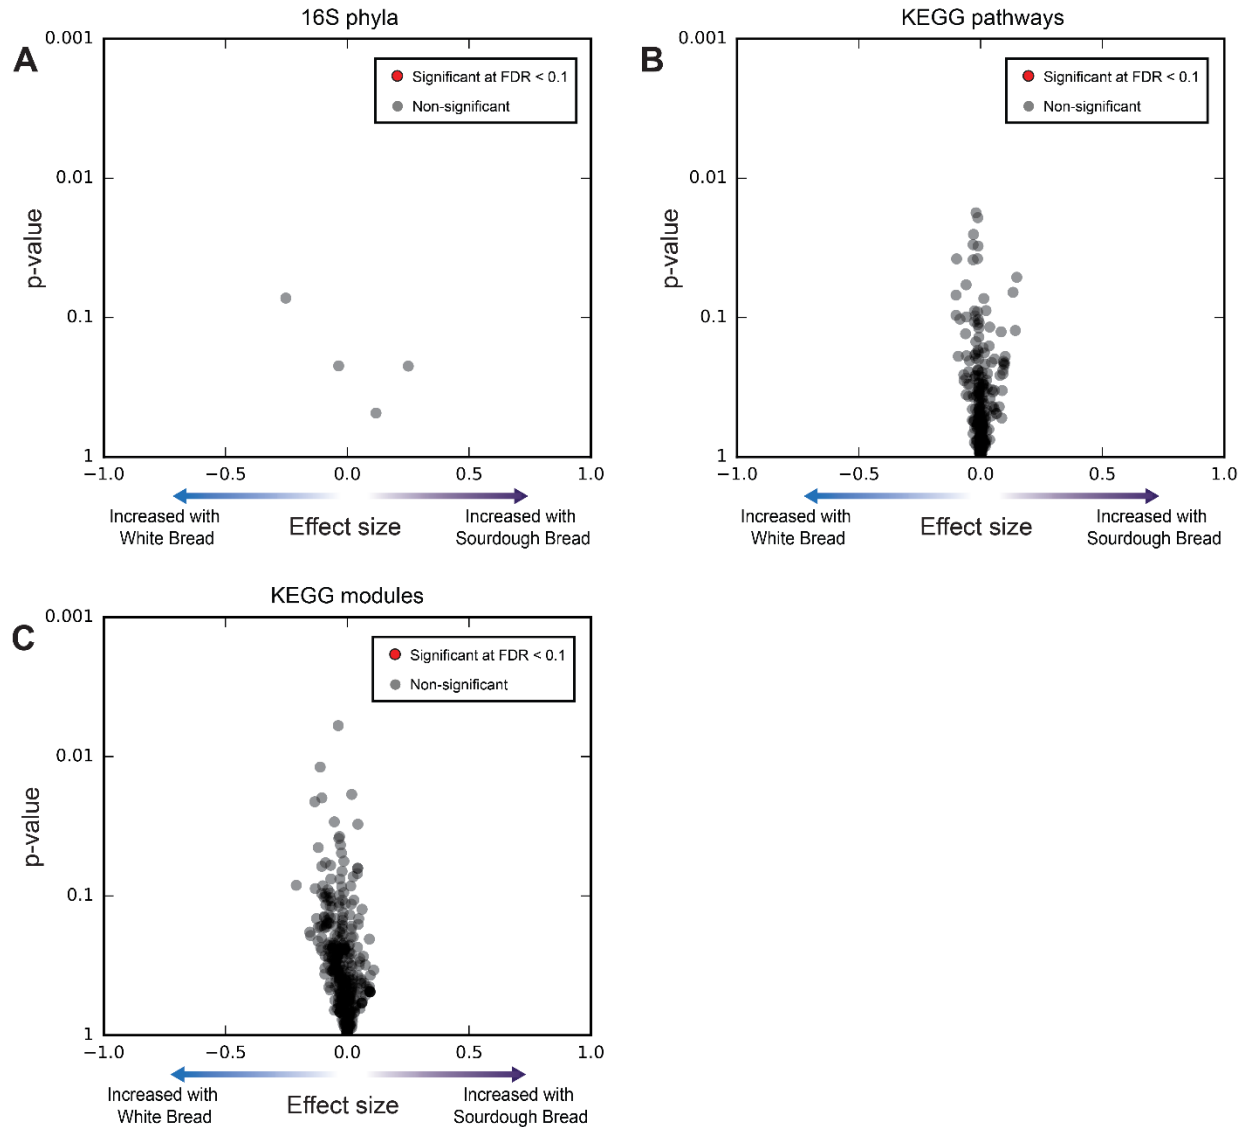 A
16S phyla
0.001
0.01
0.1
1
p-value
Significant at FDR < 0.1
Non-significant
−1.0
−0.5
0.0
0.5
1.0
Increased with
White Bread
Effect size
Increased with
Sourdough Bread
B
KEGG pathways
0.001
0.01
0.1
1
p-value
Significant at FDR < 0.1
Non-significant
−1.0
−0.5
0.0
0.5
1.0
Increased with
White Bread
Effect size
Increased with
Sourdough Bread
C
KEGG modules
0.001
0.01
0.1
1
p-value
Significant at FDR < 0.1
Non-significant
−1.0
−0.5
0.0
0.5
1.0
Increased with
White Bread
Effect size
Increased with
Sourdough Bread